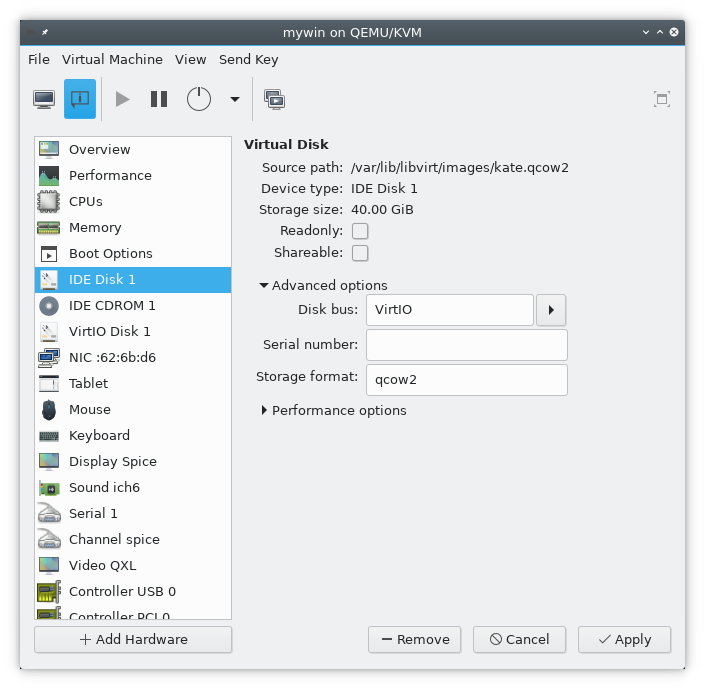 mywin on QEMU/KVM
File Virtual Machine View Send Key
Overview
Performance
CPUs
Memory
Boot Options
IDE Disk 1
IDE CDROM 1
VirtIO Disk 1
NIC :62:6b:d6
Tablet
Mouse
Keyboard
Display Spice
Sound ich6
Serial 1
Channel spice
Video QXL
Controller USB 0
Controller PCI 0
Add Hardware
Virtual Disk
Source path: /var/lib/libvirt/images/kate.qcow2
Device type: IDE Disk 1
Storage size: 40.00 GiB
Readonly:
Shareable:
Advanced options
Disk bus: VirtIO
Serial number:
Storage format: qcow2
Performance options
Remove Cancel Apply